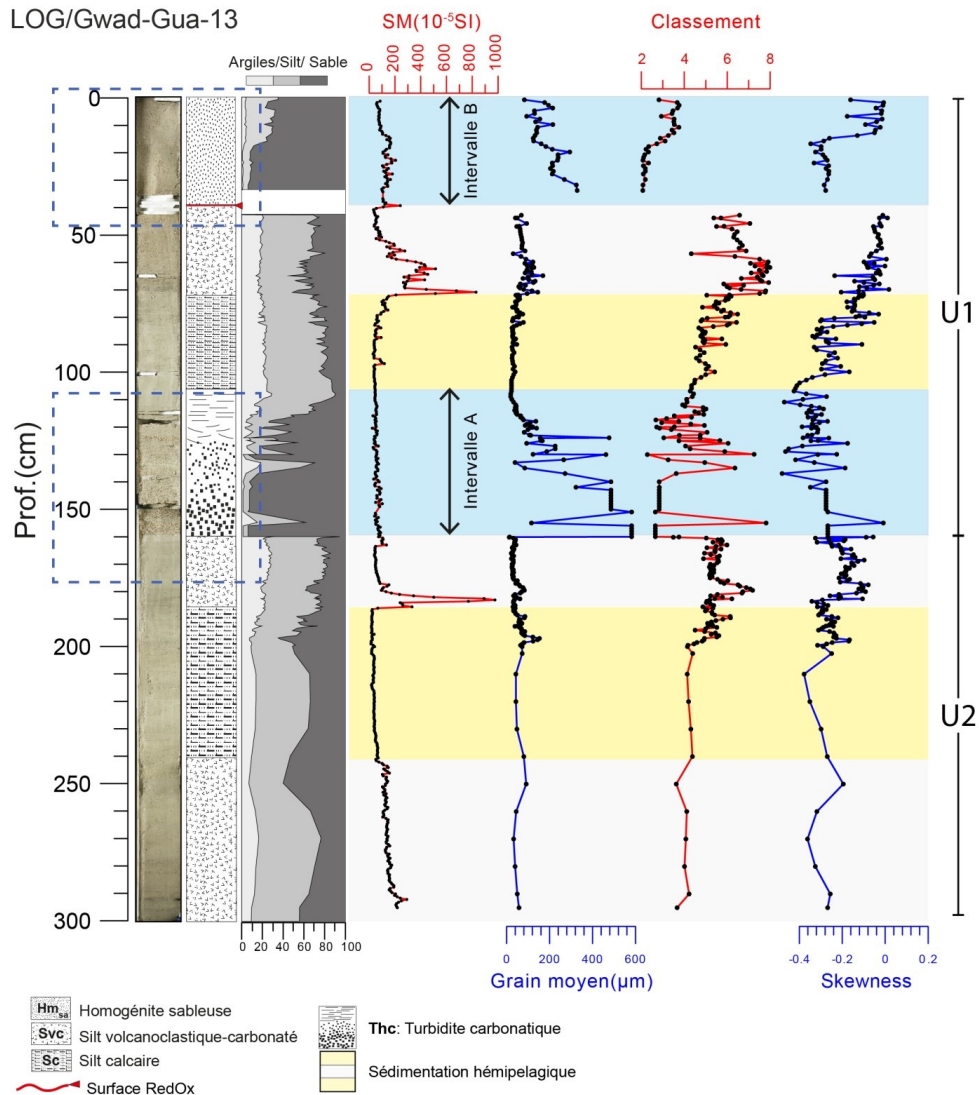 LOG/Gwad-Gua-13
SM(10⁻⁵SI)
Classement
0 200 400 600 800 1000
2 4 6 8
Argiles/Silt/ Sable
Prof.(cm)
0
50
100
150
200
250
300
Intervalle B
Intervalle A
U1
U2
0 20 40 60 80 100
0 200 400 600
Grain moyen(µm)
-0.4 -0.2 0 0.2
Skewness
Hm sa Homogénite sableuse
Svc Silt volcanoclastique-carbonaté
Sc Silt calcaire
Surface RedOx
Thc: Turbidite carbonatique
Sédimentation hémipelagique